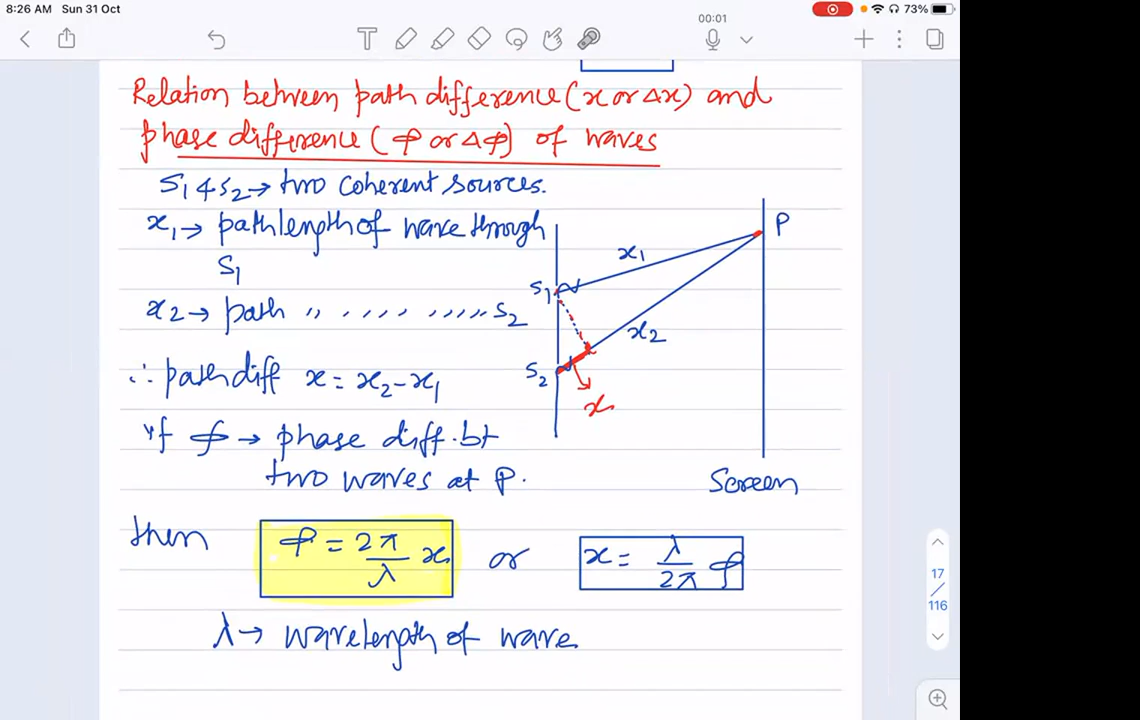 8:26 AM Sun 31 Oct
73%
00:01
T
Relation between path difference (x or Δx) and
phase difference (φ or Δφ) of waves
S1 & S2 → two coherent sources.
x1 → path length of wave through
S1
x2 → path ,, , , , , ,,,,, S2
∴ path diff x = x2 - x1
If φ → phase diff. bt
two waves at P.
P
x1
S1
x2
S2
x
Screen
then φ = 2π/λ x or x = λ/2π φ
λ → wavelength of wave.
17
/
116